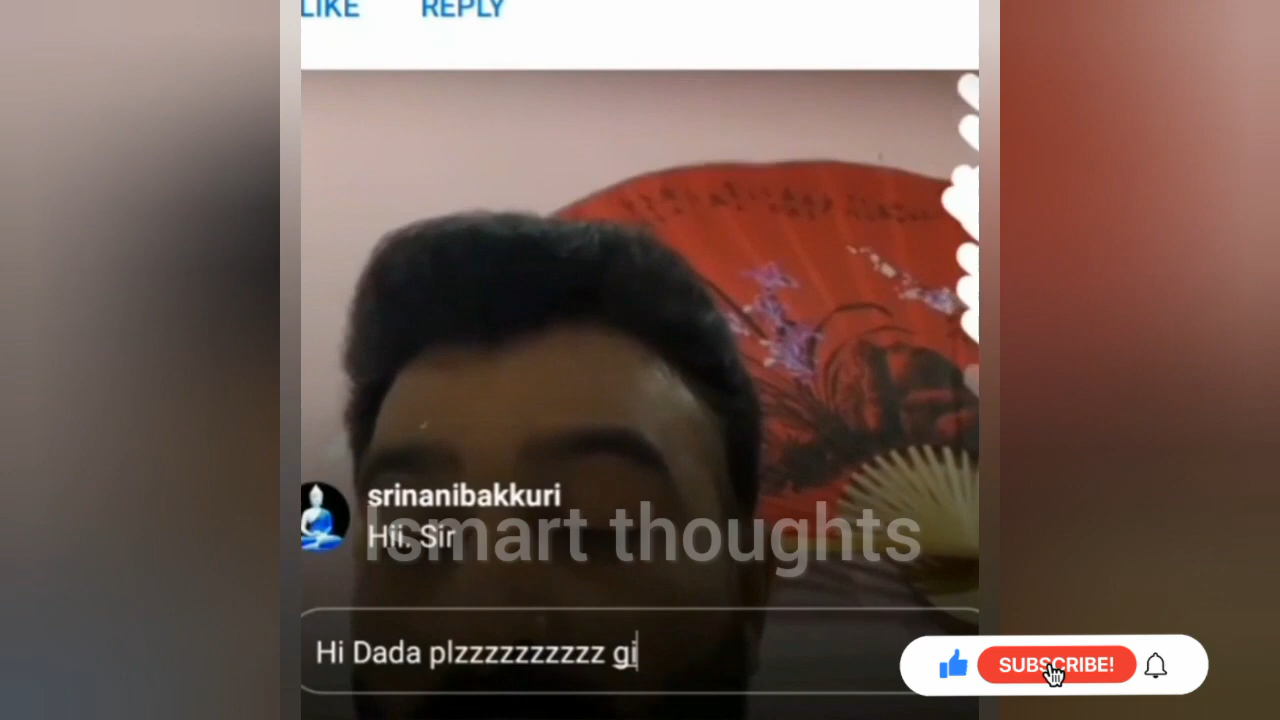 LIKE REPLY
srinanibakkuri
Hii. Sir
Ismart thoughts
Hi Dada plzzzzzzzzzz gi
SUBSCRIBE!